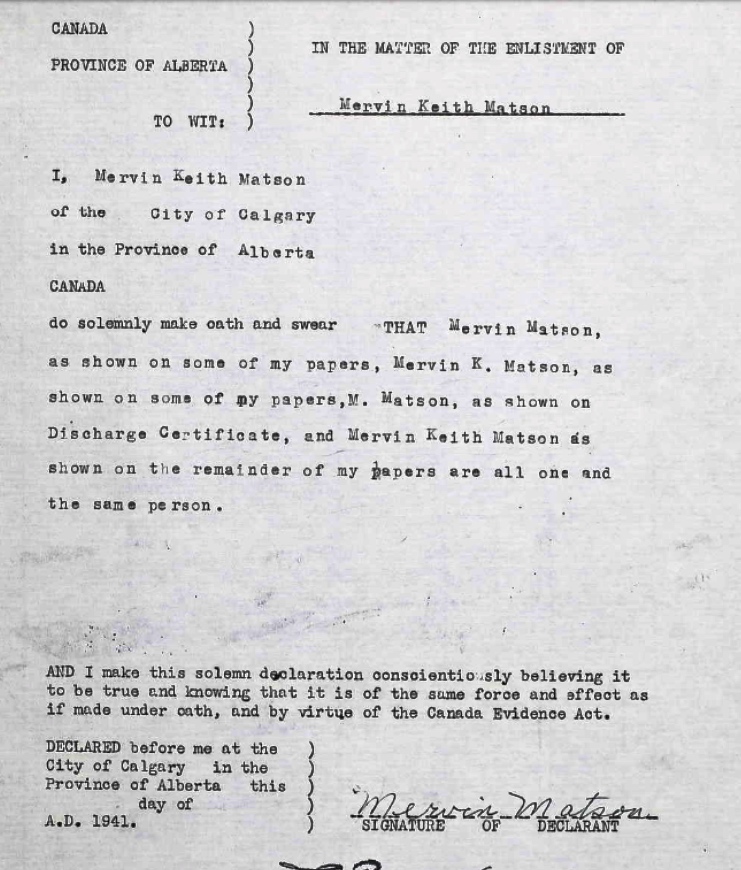 CANADA )
)
IN THE MATTER OF THE ENLISTMENT OF
PROVINCE OF ALBERTA )
)
Mervin Keith Matson
TO WIT: )
I, Mervin Keith Matson
of the City of Calgary
in the Province of Alberta
CANADA
do solemnly make oath and swear THAT Mervin Matson,
as shown on some of my papers, Mervin K. Matson, as
shown on some of my papers,M. Matson, as shown on
Discharge Certificate, and Mervin Keith Matson as
shown on the remainder of my papers are all one and
the same person.
AND I make this solemn declaration conscientiously believing it
to be true and knowing that it is of the same force and effect as
if made under oath, and by virtue of the Canada Evidence Act.
DECLARED before me at the )
City of Calgary in the )
Province of Alberta this )
day of )
A.D. 1941. )
Mervin Matson
SIGNATURE OF DECLARANT